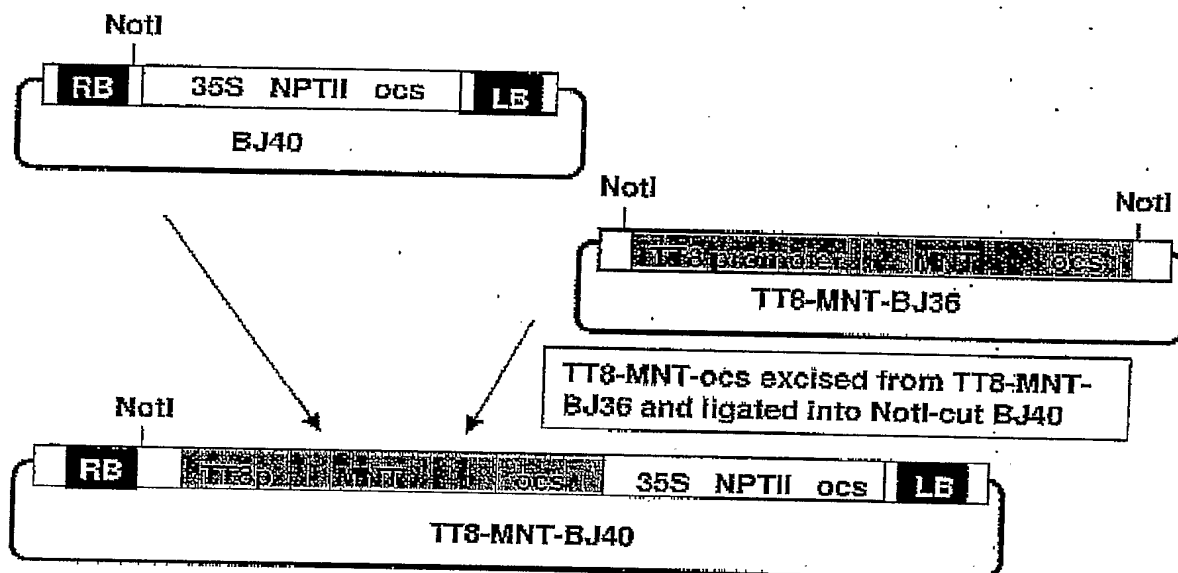 NotI
RB 35S NPTII ocs LB
BJ40
NotI
NotI
TT8 promoter MNT ocs
TT8-MNT-BJ36
TT8-MNT-ocs excised from TT8-MNT-
BJ36 and ligated into NotI-cut BJ40
NotI
RB TT8p MNT ocs 35S NPTII ocs LB
TT8-MNT-BJ40